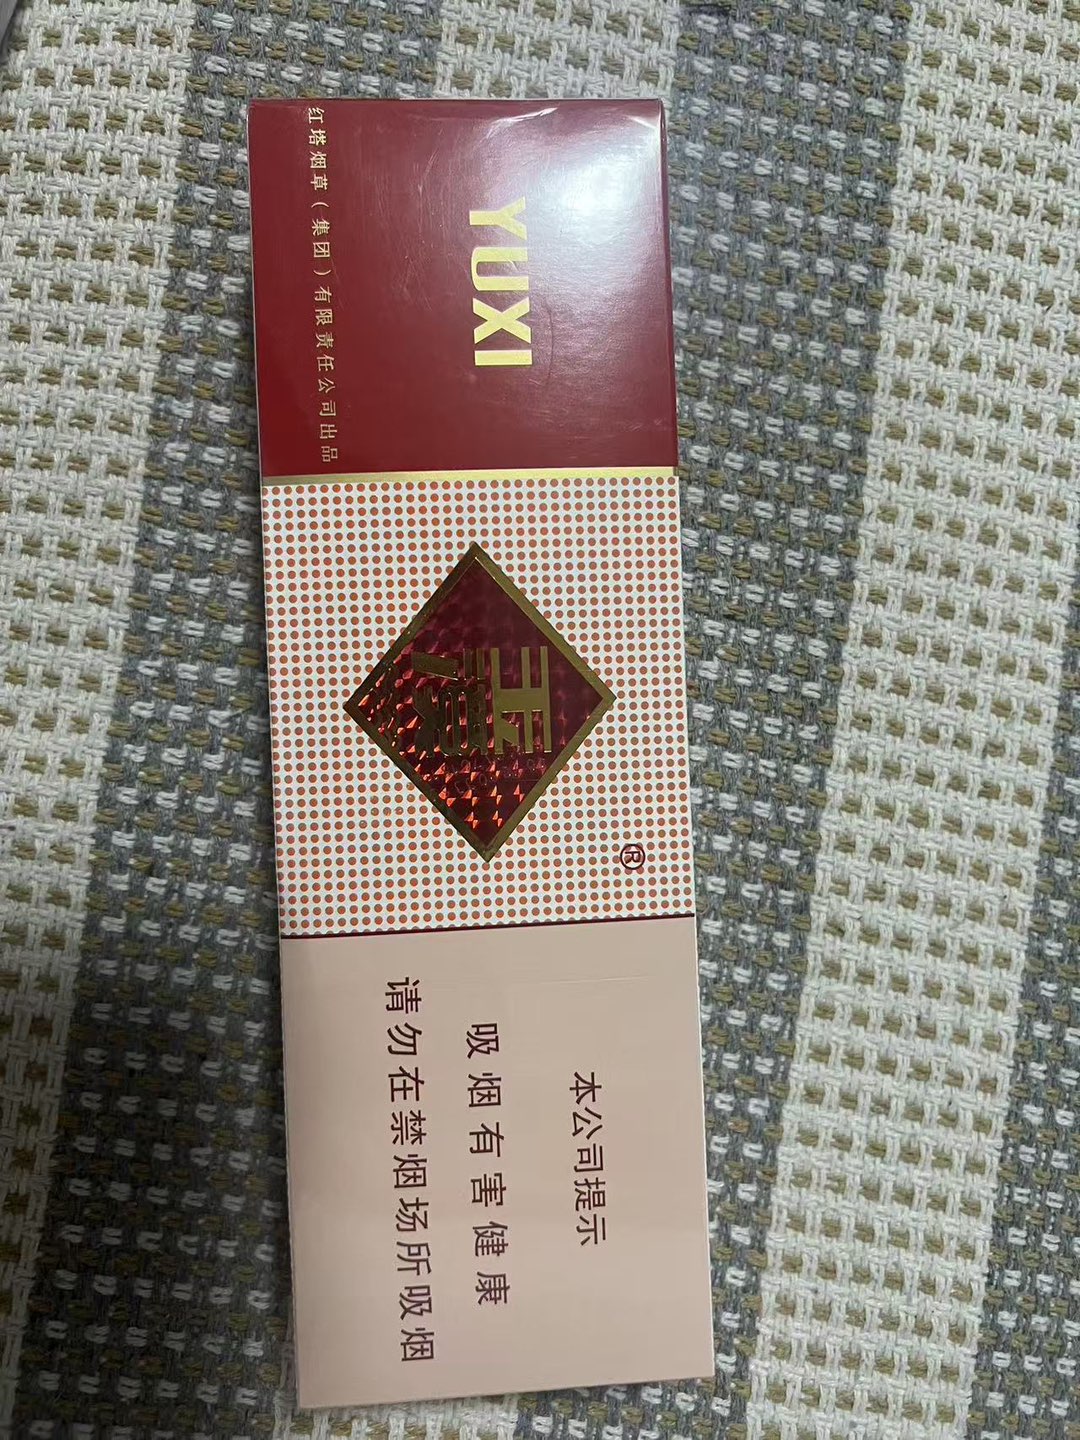 YUXI
红塔烟草(集团)有限责任公司出品
玉溪
®
本公司提示
吸烟有害健康
请勿在禁烟场所吸烟